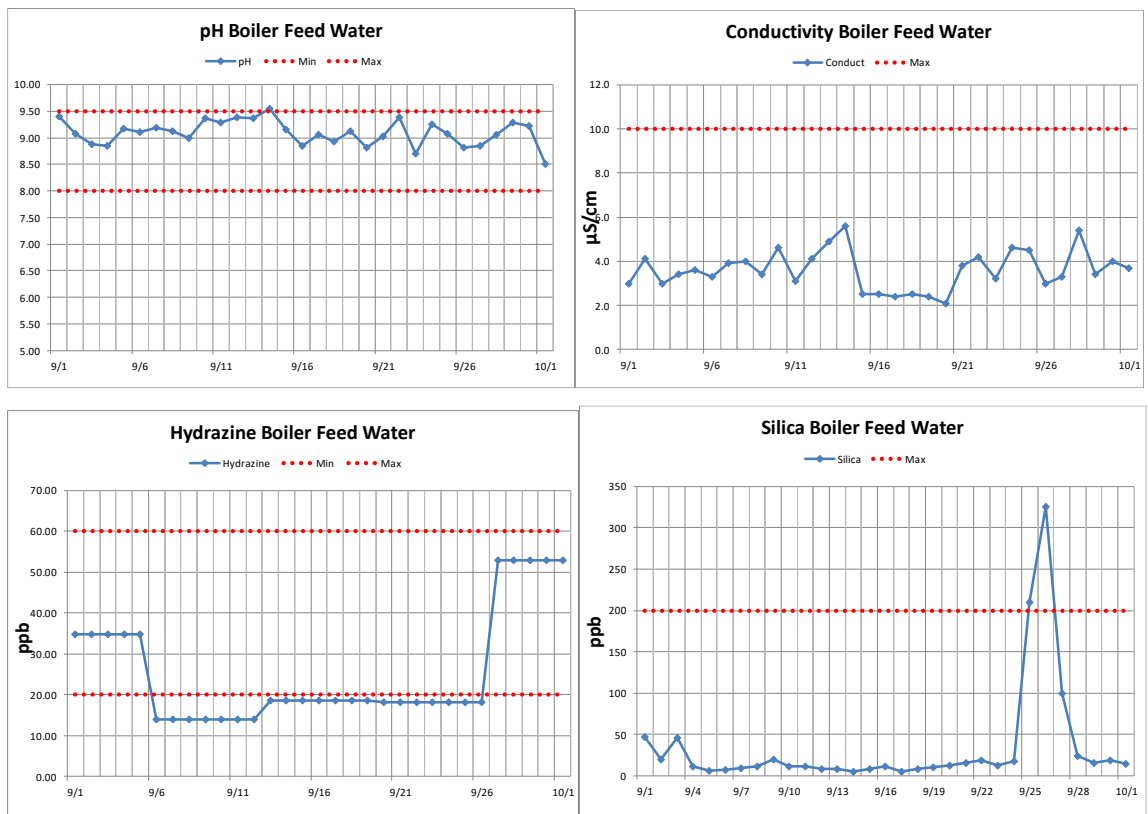 pH Boiler Feed Water
pH Min Max
10.00
9.50
9.00
8.50
8.00
7.50
7.00
6.50
6.00
5.50
5.00
9/1 9/6 9/11 9/16 9/21 9/26 10/1
Conductivity Boiler Feed Water
Conduct Max
µS/cm
12.0
10.0
8.0
6.0
4.0
2.0
0.0
9/1 9/6 9/11 9/16 9/21 9/26 10/1
Hydrazine Boiler Feed Water
Hydrazine Min Max
ppb
70.00
60.00
50.00
40.00
30.00
20.00
10.00
0.00
9/1 9/6 9/11 9/16 9/21 9/26 10/1
Silica Boiler Feed Water
Silica Max
ppb
350
300
250
200
150
100
50
0
9/1 9/4 9/7 9/10 9/13 9/16 9/19 9/22 9/25 9/28 10/1